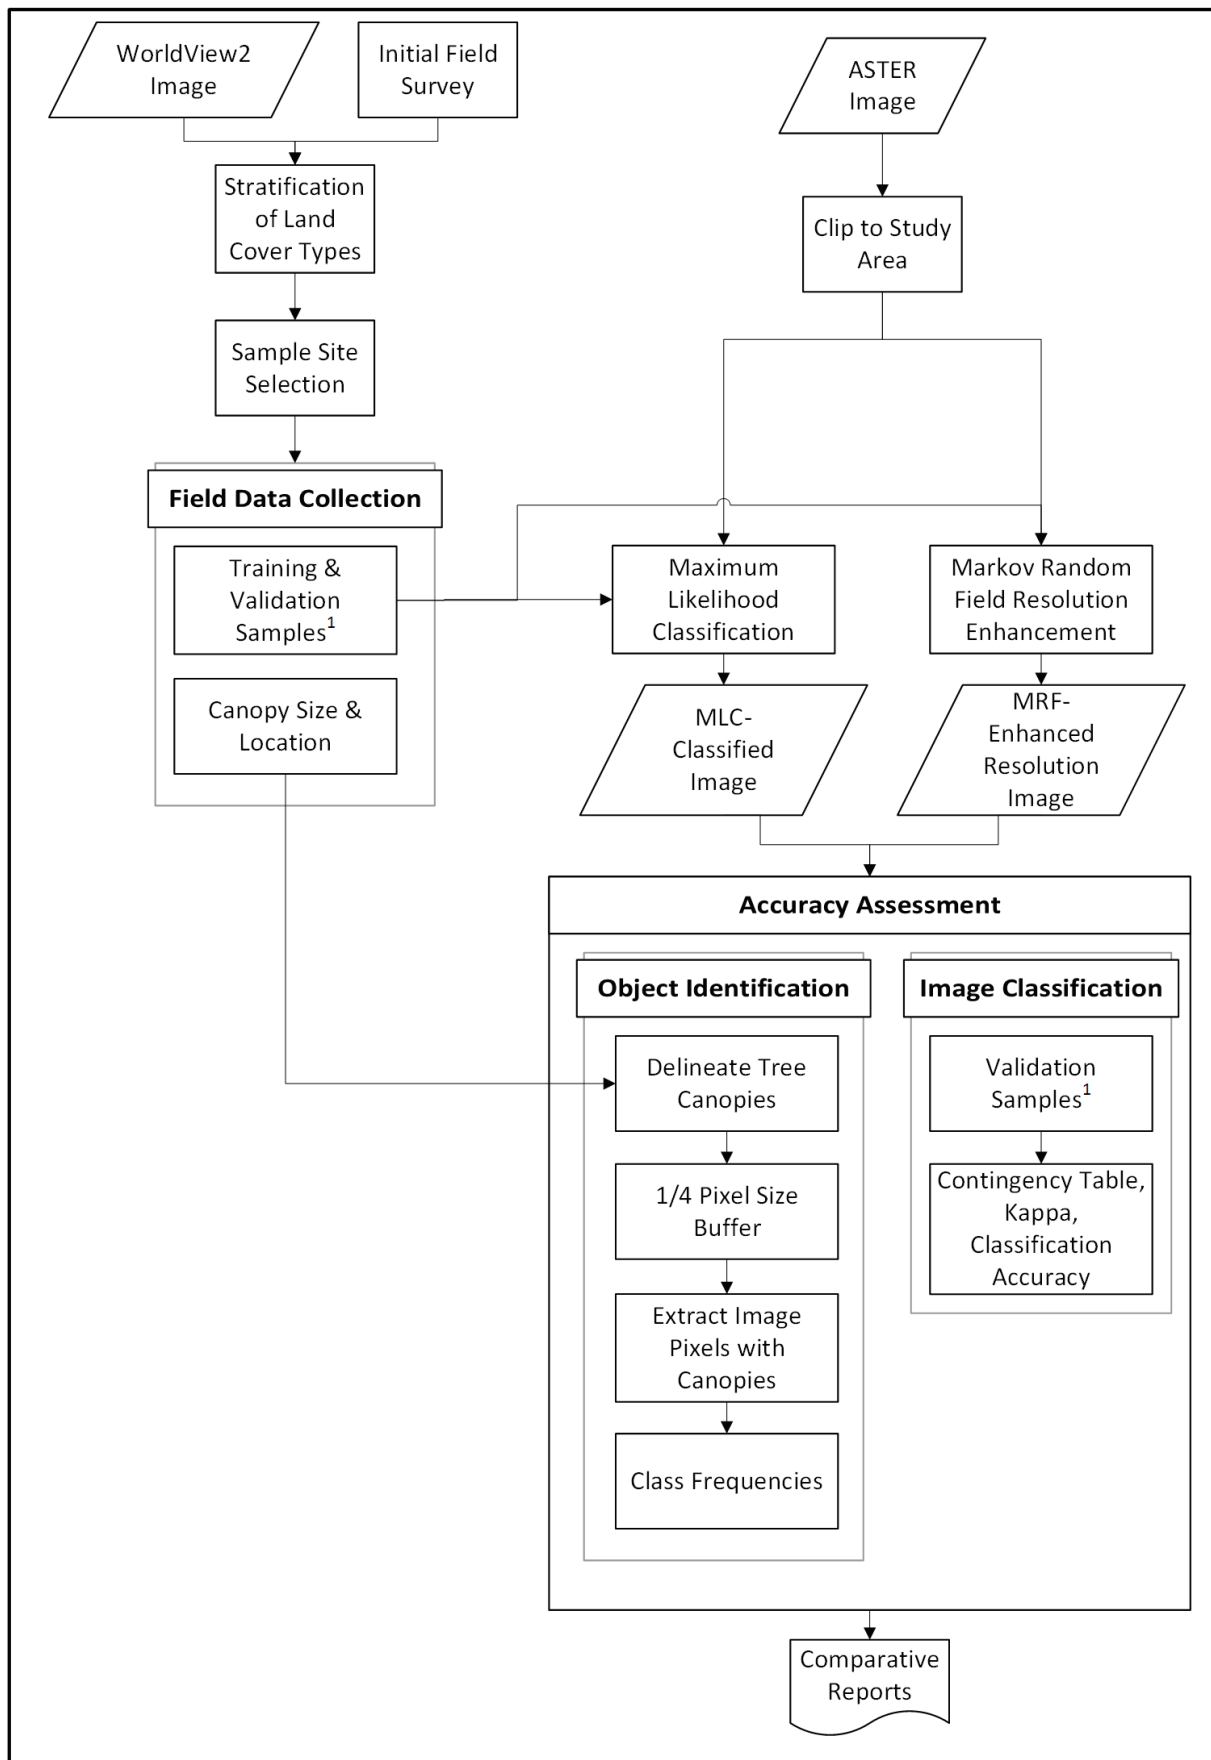 WorldView2
Image
Initial Field
Survey
ASTER
Image
Stratification
of Land
Cover Types
Clip to Study
Area
Sample Site
Selection
Field Data Collection
Training &
Validation
Samples1
Canopy Size &
Location
Maximum
Likelihood
Classification
Markov Random
Field Resolution
Enhancement
MLC-
Classified
Image
MRF-
Enhanced
Resolution
Image
Accuracy Assessment
Object Identification
Image Classification
Delineate Tree
Canopies
Validation
Samples1
1/4 Pixel Size
Buffer
Contingency Table,
Kappa,
Classification
Accuracy
Extract Image
Pixels with
Canopies
Class Frequencies
Comparative
Reports